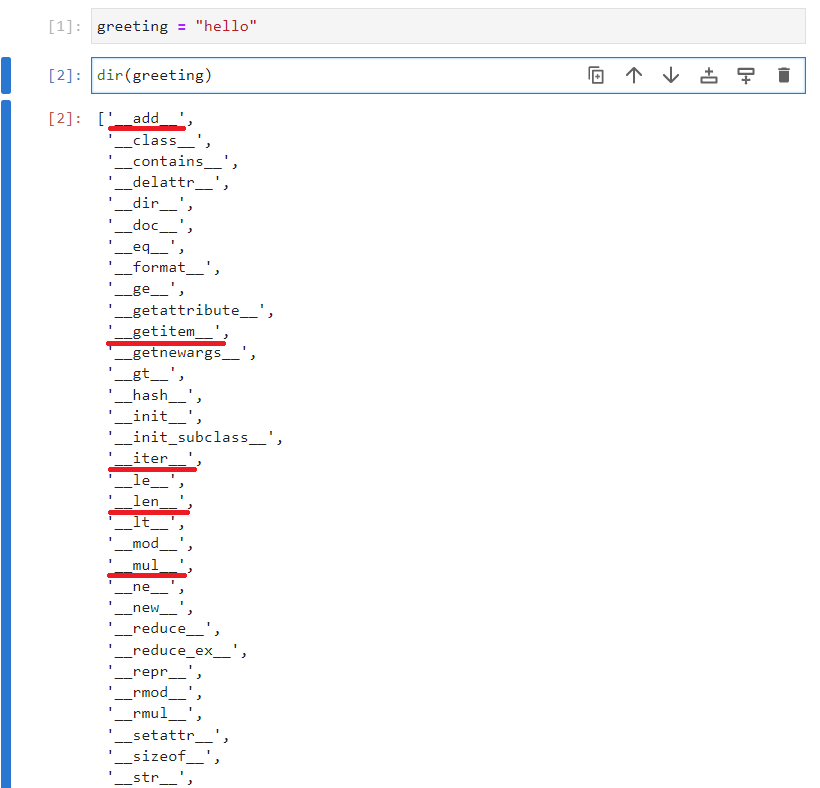 [1]: greeting = "hello"
[2]: dir(greeting)
[2]: ['__add__',
'__class__',
'__contains__',
'__delattr__',
'__dir__',
'__doc__',
'__eq__',
'__format__',
'__ge__',
'__getattribute__',
'__getitem__',
'__getnewargs__',
'__gt__',
'__hash__',
'__init__',
'__init_subclass__',
'__iter__',
'__le__',
'__len__',
'__lt__',
'__mod__',
'__mul__',
'__ne__',
'__new__',
'__reduce__',
'__reduce_ex__',
'__repr__',
'__rmod__',
'__rmul__',
'__setattr__',
'__sizeof__',
'__str__',